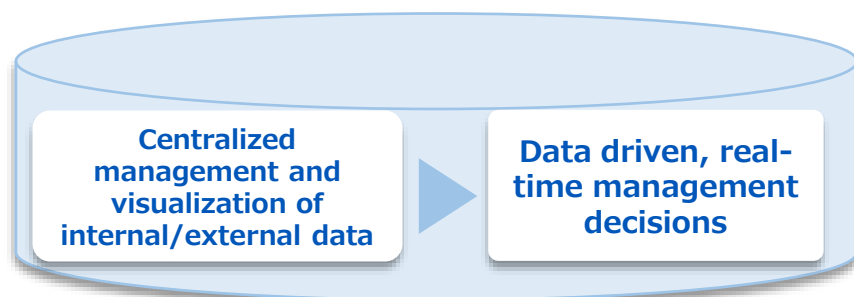 Centralized
management and
visualization of
internal/external data
Data driven, real-
time management
decisions